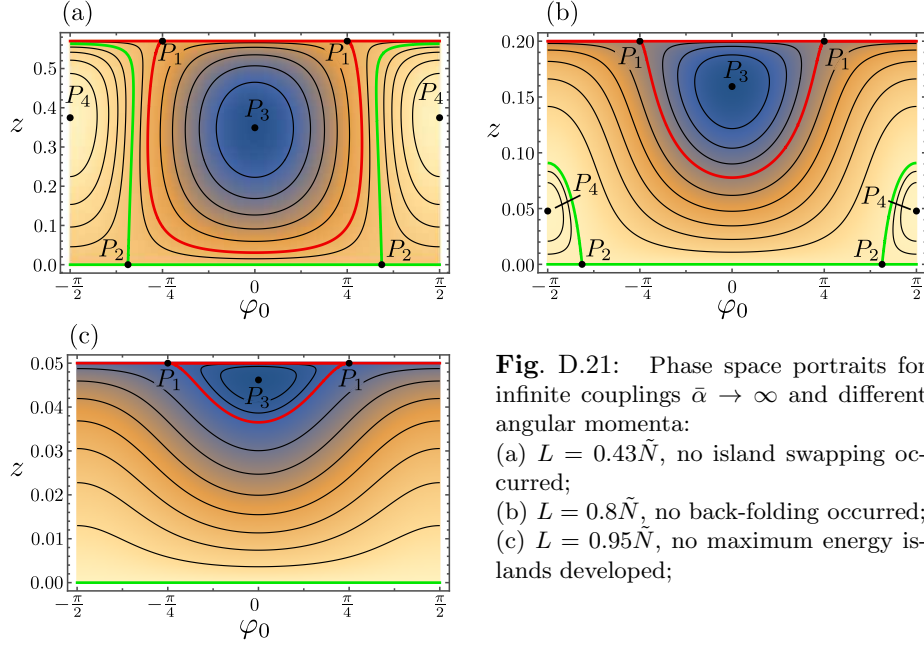 (a)
(b)
z
0.5
0.4
0.3
0.2
0.1
0.0
P₁
P₁
P₄
P₄
P₃
P₂
P₂
−π/2
−π/4
0
π/4
π/2
φ₀
z
0.20
0.15
0.10
0.05
0.00
P₁
P₁
P₃
P₄
P₄
P₂
P₂
−π/2
−π/4
0
π/4
π/2
φ₀
(c)
z
0.05
0.04
0.03
0.02
0.01
0.00
P₁
P₁
P₃
−π/2
−π/4
0
π/4
π/2
φ₀
Fig. D.21: Phase space portraits for
infinite couplings ᾱ → ∞ and different
angular momenta:
(a) L = 0.43Ñ, no island swapping oc-
curred;
(b) L = 0.8Ñ, no back-folding occurred;
(c) L = 0.95Ñ, no maximum energy is-
lands developed;